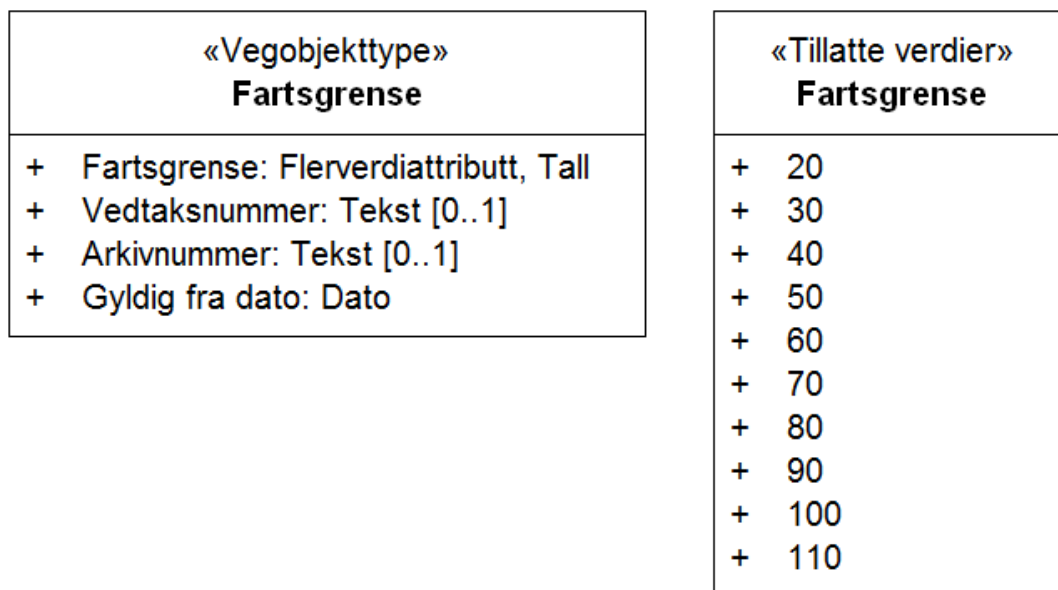 «Vegobjekttype»
Fartsgrense
+ Fartsgrense: Flerverdiattributt, Tall
+ Vedtaksnummer: Tekst [0..1]
+ Arkivnummer: Tekst [0..1]
+ Gyldig fra dato: Dato
«Tillatte verdier»
Fartsgrense
+ 20
+ 30
+ 40
+ 50
+ 60
+ 70
+ 80
+ 90
+ 100
+ 110